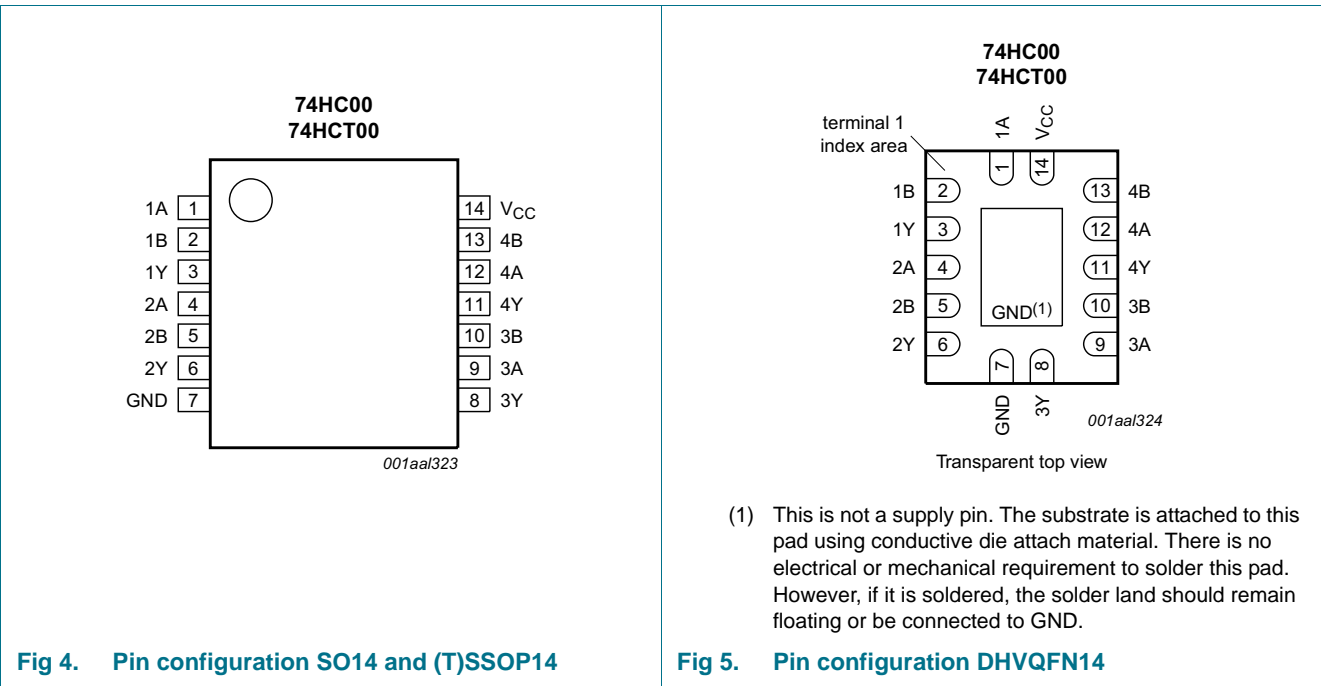 74HC00
74HCT00
1A 1
14 VCC
1B 2
13 4B
1Y 3
12 4A
2A 4
11 4Y
2B 5
10 3B
2Y 6
9 3A
GND 7
8 3Y
001aal323
Fig 4. Pin configuration SO14 and (T)SSOP14
74HC00
74HCT00
terminal 1
index area
1A
VCC
1
14
1B 2
13 4B
1Y 3
12 4A
2A 4
11 4Y
2B 5
10 3B
GND(1)
2Y 6
9 3A
7
8
GND
3Y
001aal324
Transparent top view
(1) This is not a supply pin. The substrate is attached to this
pad using conductive die attach material. There is no
electrical or mechanical requirement to solder this pad.
However, if it is soldered, the solder land should remain
floating or be connected to GND.
Fig 5. Pin configuration DHVQFN14